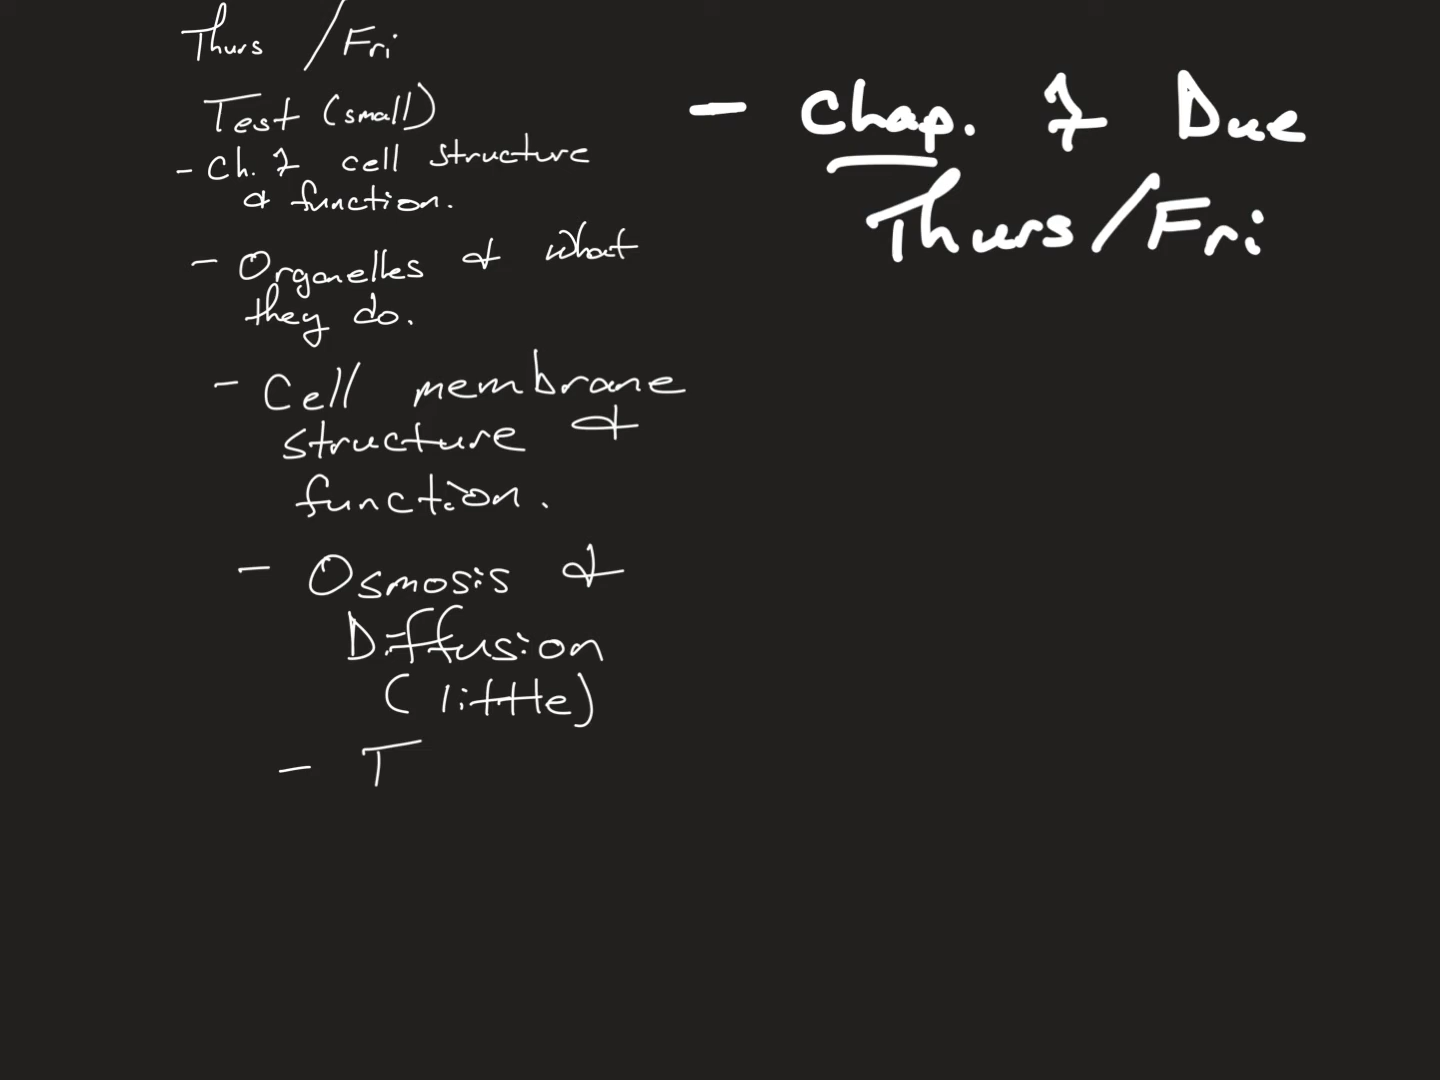 Thurs / Fri
Test (small)
- Ch. 7 cell structure
& function.
- Organelles & what
they do.
- Cell membrane
structure &
function.
- Osmosis &
Diffusion
(little)
- T
- Chap. 7 Due
Thurs/Fri